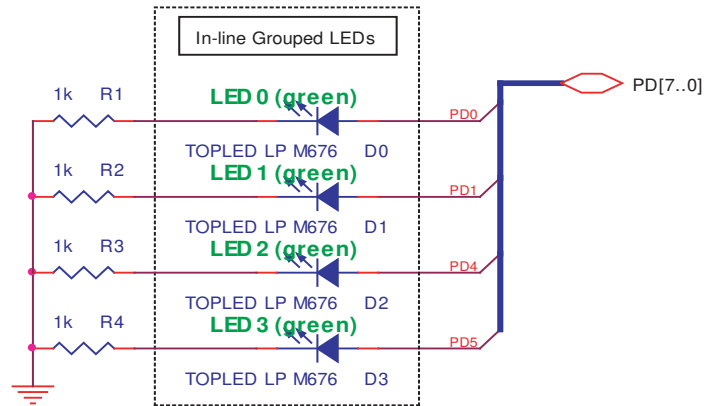 In-line Grouped LEDs
PD[7..0]
1k R1 LED 0 (green) PD0
TOPLED LP M676 D0
1k R2 LED 1 (green) PD1
TOPLED LP M676 D1
1k R3 LED 2 (green) PD4
TOPLED LP M676 D2
1k R4 LED 3 (green) PD5
TOPLED LP M676 D3